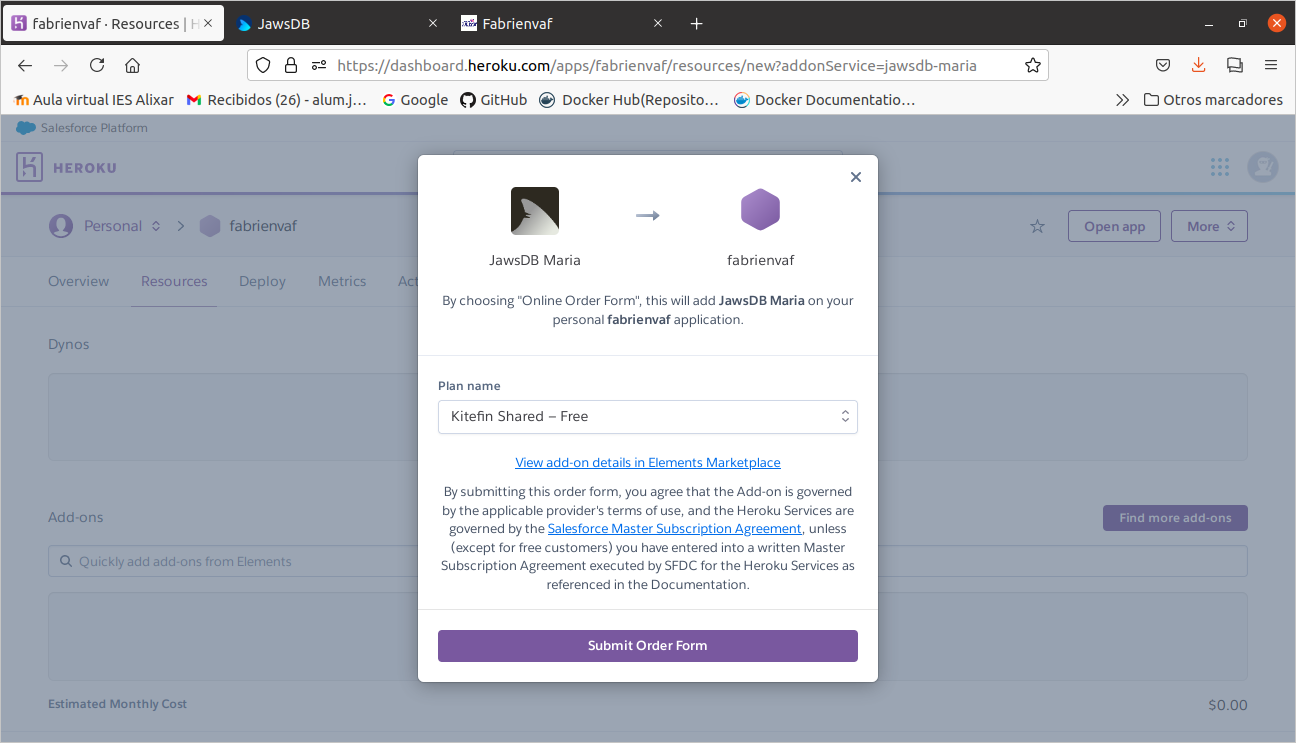 fabrienvaf · Resources | H
JawsDB
Fabrienvaf
https://dashboard.heroku.com/apps/fabrienvaf/resources/new?addonService=jawsdb-maria
Aula virtual IES Alixar
Recibidos (26) - alum.j…
Google
GitHub
Docker Hub(Reposito…
Docker Documentatio…
Otros marcadores
Salesforce Platform
HEROKU
Personal
fabrienvaf
Open app
More
Overview
Resources
Deploy
Metrics
Act
Dynos
Add-ons
Find more add-ons
Quickly add add-ons from Elements
Estimated Monthly Cost
$0.00
JawsDB Maria
fabrienvaf
By choosing "Online Order Form", this will add JawsDB Maria on your
personal fabrienvaf application.
Plan name
Kitefin Shared – Free
View add-on details in Elements Marketplace
By submitting this order form, you agree that the Add-on is governed
by the applicable provider's terms of use, and the Heroku Services are
governed by the Salesforce Master Subscription Agreement, unless
(except for free customers) you have entered into a written Master
Subscription Agreement executed by SFDC for the Heroku Services as
referenced in the Documentation.
Submit Order Form